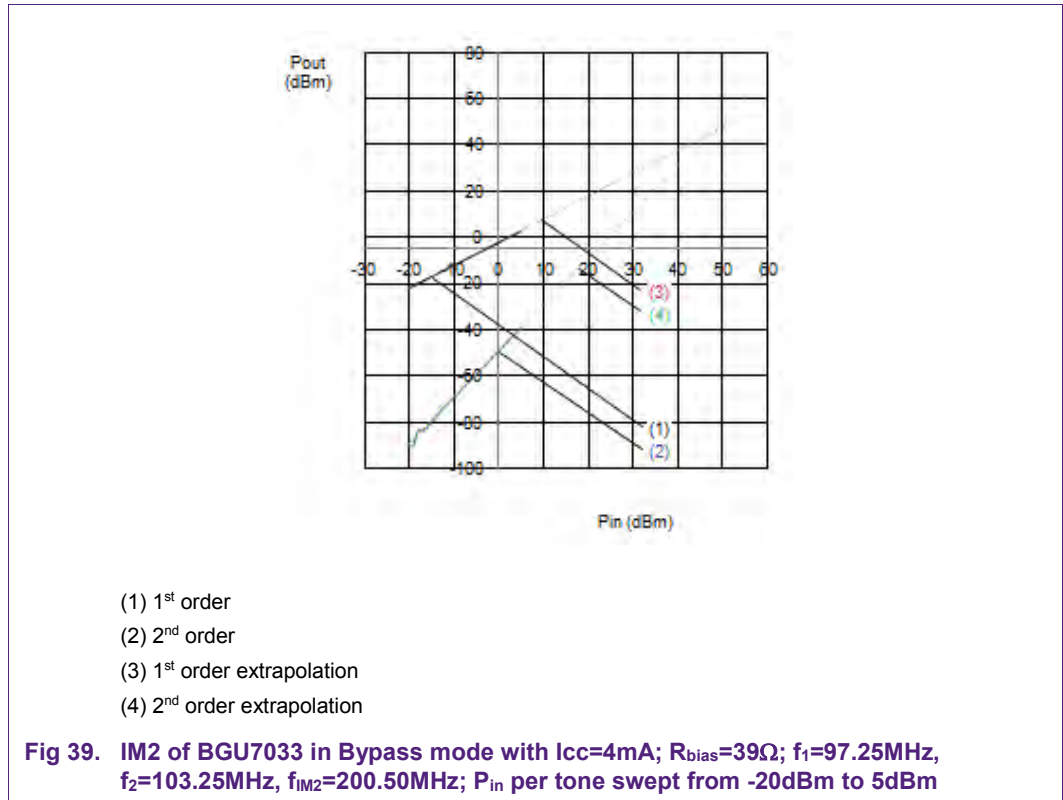 Pout
(dBm)
80
60
40
20
0
-30 -20 -10 0 10 20 30 40 50 60
-20
(3)
(4)
-40
-60
-80
(1)
(2)
-100
Pin (dBm)
(1) 1st order
(2) 2nd order
(3) 1st order extrapolation
(4) 2nd order extrapolation
Fig 39. IM2 of BGU7033 in Bypass mode with Icc=4mA; Rbias=39Ω; f1=97.25MHz,
f2=103.25MHz, fIM2=200.50MHz; Pin per tone swept from -20dBm to 5dBm